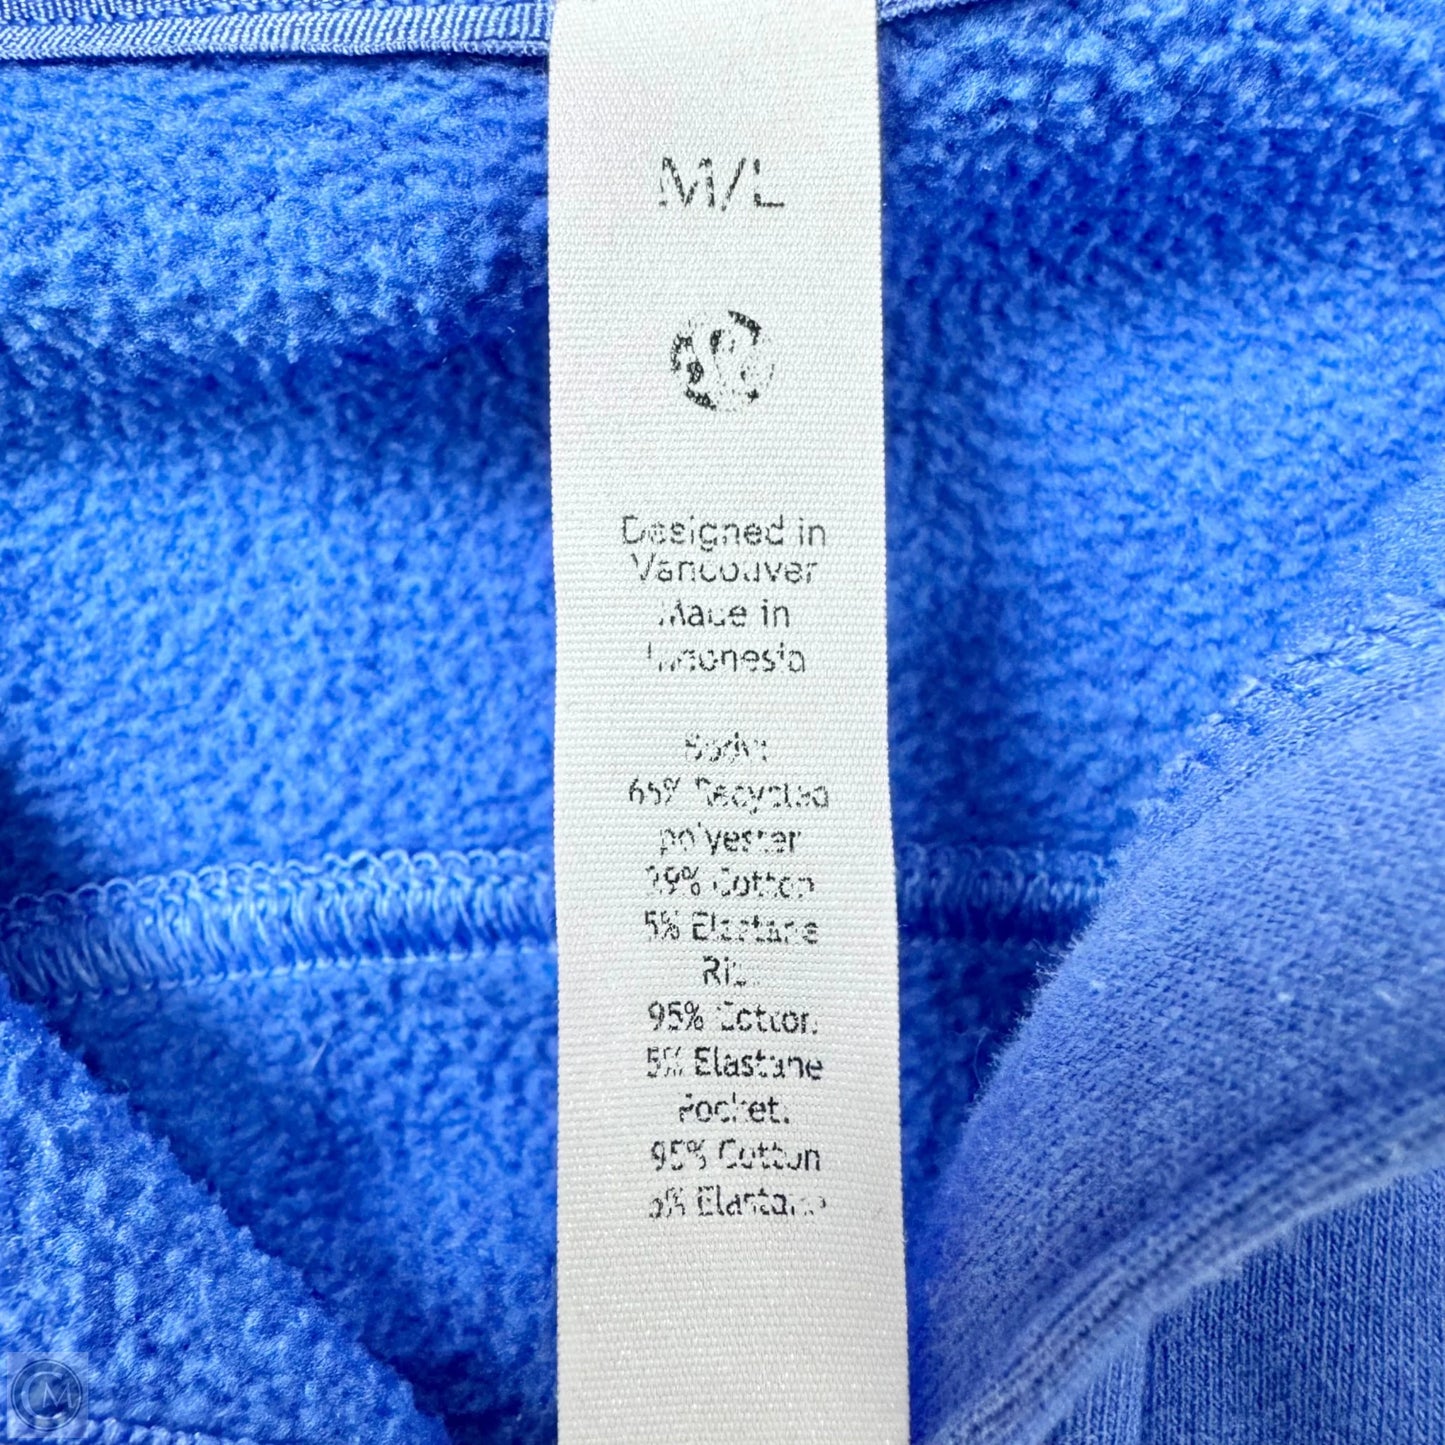 M/L
Designed in
Vancouver
Made in
Indonesia
Body:
65% Recycled
polyester
29% Cotton
5% Elastane
Rib:
95% Cotton
5% Elastane
Pocket:
95% Cotton
5% Elastane
CM